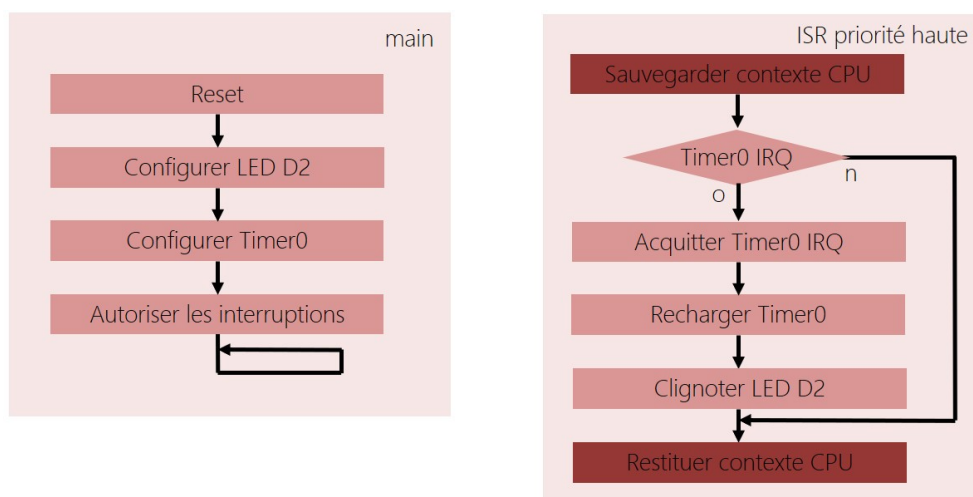 main
Reset
Configurer LED D2
Configurer Timer0
Autoriser les interruptions
ISR priorité haute
Sauvegarder contexte CPU
Timer0 IRQ
n
o
Acquitter Timer0 IRQ
Recharger Timer0
Clignoter LED D2
Restituer contexte CPU